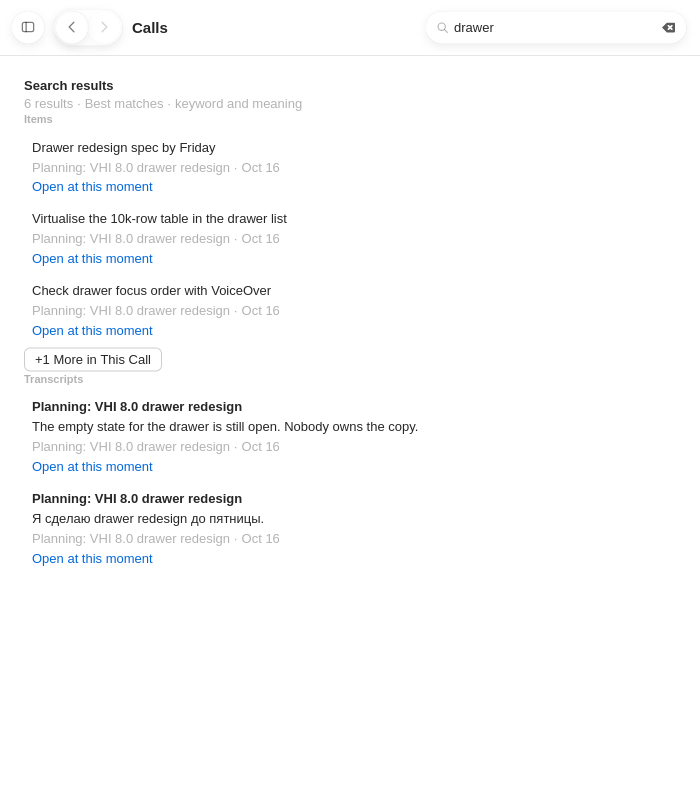 Calls
drawer
Search results
6 results · Best matches · keyword and meaning
Items
Drawer redesign spec by Friday
Planning: VHI 8.0 drawer redesign · Oct 16
Open at this moment
Virtualise the 10k-row table in the drawer list
Planning: VHI 8.0 drawer redesign · Oct 16
Open at this moment
Check drawer focus order with VoiceOver
Planning: VHI 8.0 drawer redesign · Oct 16
Open at this moment
+1 More in This Call
Transcripts
Planning: VHI 8.0 drawer redesign
The empty state for the drawer is still open. Nobody owns the copy.
Planning: VHI 8.0 drawer redesign · Oct 16
Open at this moment
Planning: VHI 8.0 drawer redesign
Я сделаю drawer redesign до пятницы.
Planning: VHI 8.0 drawer redesign · Oct 16
Open at this moment